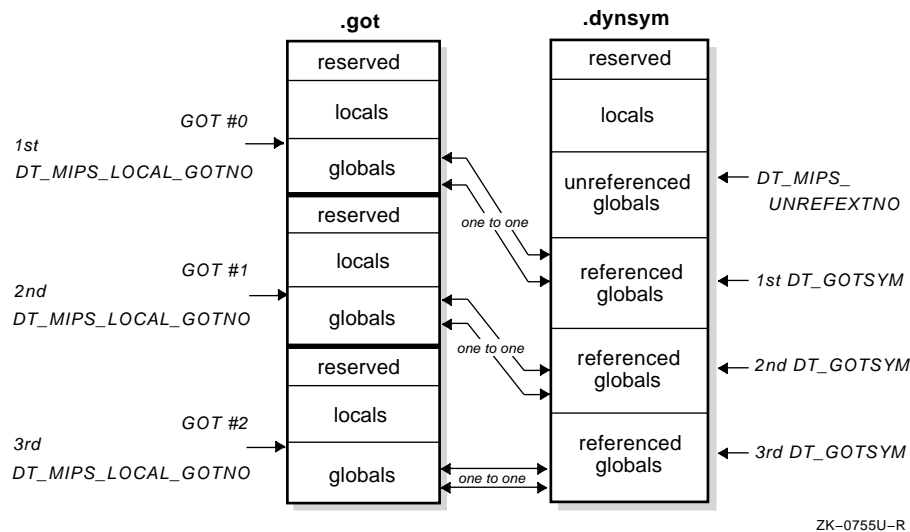 .got
.dynsym
reserved
reserved
GOT #0
locals
locals
1st
DT_MIPS_LOCAL_GOTNO
globals
unreferenced
globals
DT_MIPS_
UNREFEXTNO
one to one
reserved
GOT #1
locals
referenced
globals
1st DT_GOTSYM
2nd
DT_MIPS_LOCAL_GOTNO
globals
one to one
reserved
referenced
globals
2nd DT_GOTSYM
GOT #2
locals
3rd
DT_MIPS_LOCAL_GOTNO
globals
one to one
referenced
globals
3rd DT_GOTSYM
ZK−0755U−R